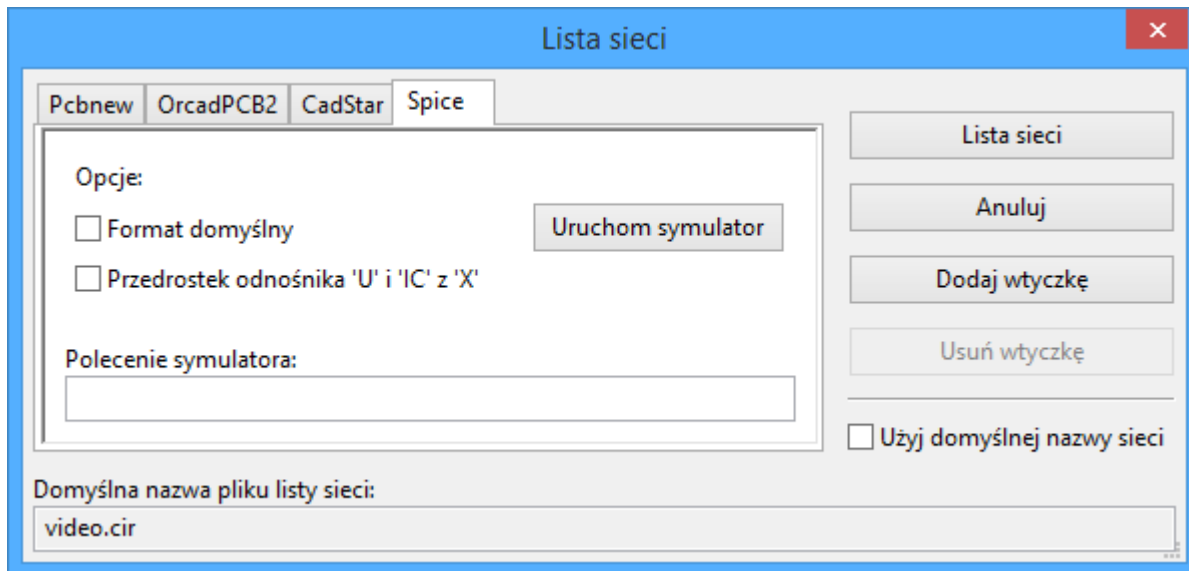 Lista sieci
Pcbnew OrcadPCB2 CadStar Spice
Opcje:
Format domyślny
Uruchom symulator
Przedrostek odnośnika 'U' i 'IC' z 'X'
Polecenie symulatora:
Lista sieci
Anuluj
Dodaj wtyczkę
Usuń wtyczkę
Użyj domyślnej nazwy sieci
Domyślna nazwa pliku listy sieci:
video.cir